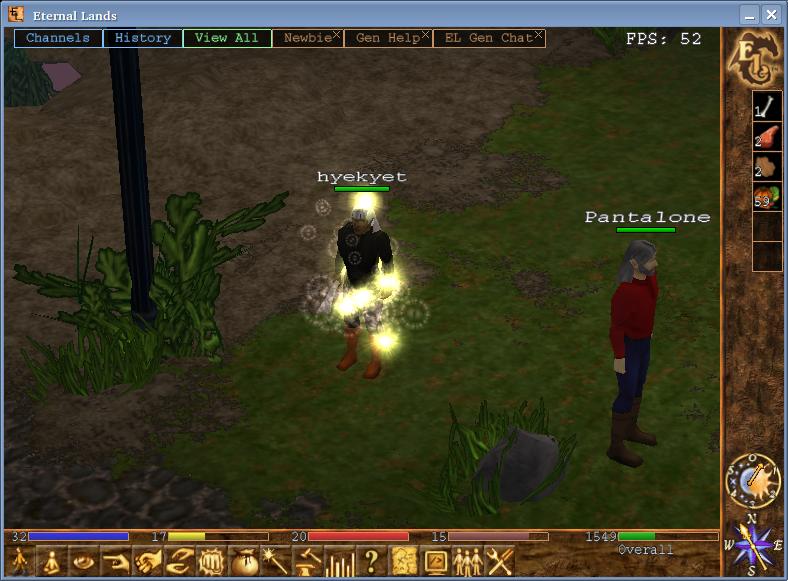 Eternal Lands
Channels History View All Newbie Gen Help EL Gen Chat
FPS: 52
1
2
2
59
hyekyet
Pantalone
N
W E
S
32 17 20 15 1549
Overall
?